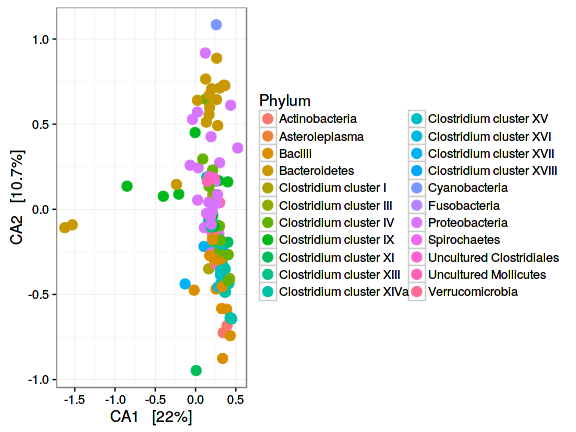 1.0
0.5
0.0
-0.5
-1.0
CA2 [10.7%]
-1.5 -1.0 -0.5 0.0 0.5
CA1 [22%]
Phylum
Actinobacteria
Asteroleplasma
Bacilli
Bacteroidetes
Clostridium cluster I
Clostridium cluster III
Clostridium cluster IV
Clostridium cluster IX
Clostridium cluster XI
Clostridium cluster XIII
Clostridium cluster XIVa
Clostridium cluster XV
Clostridium cluster XVI
Clostridium cluster XVII
Clostridium cluster XVIII
Cyanobacteria
Fusobacteria
Proteobacteria
Spirochaetes
Uncultured Clostridiales
Uncultured Mollicutes
Verrucomicrobia